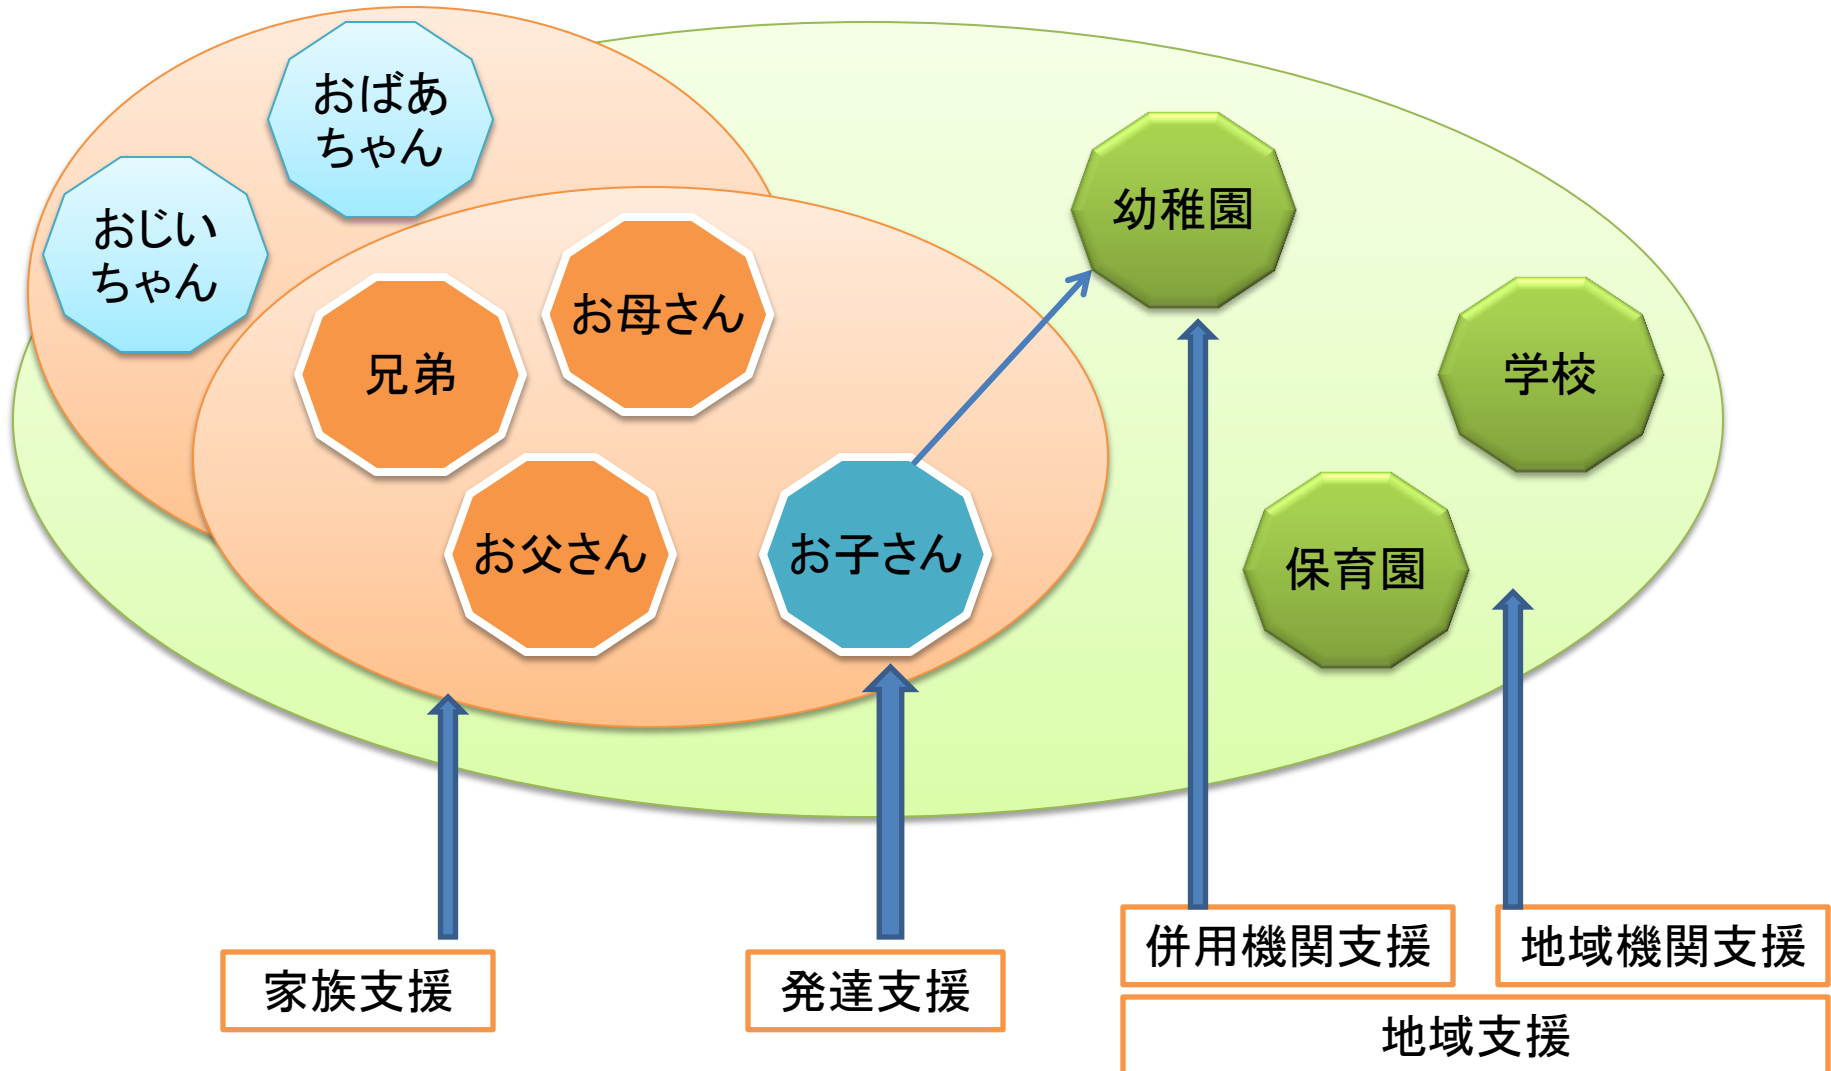 おばあ
ちゃん
おじい
ちゃん
幼稚園
お母さん
兄弟
学校
お父さん
お子さん
保育園
家族支援
発達支援
併用機関支援
地域機関支援
地域支援